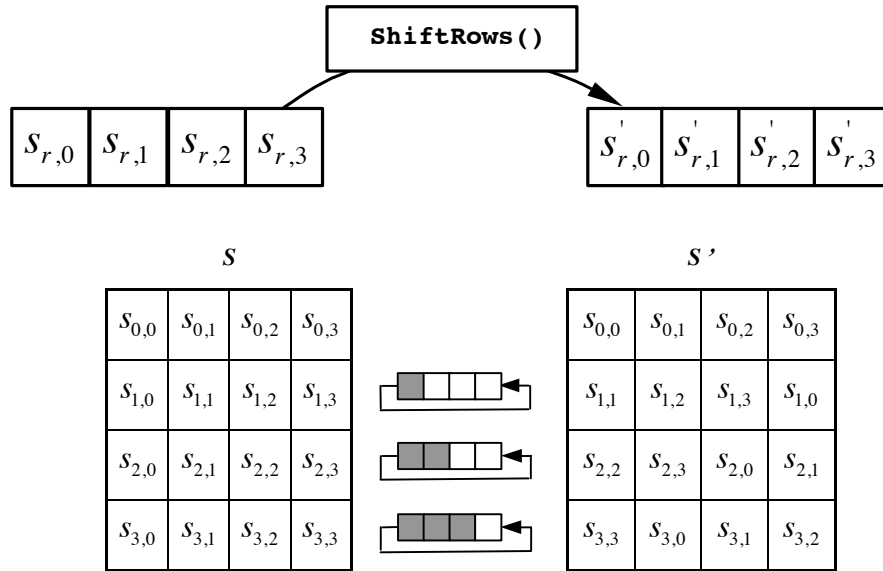 ShiftRows()
s_{r,0} s_{r,1} s_{r,2} s_{r,3} s'_{r,0} s'_{r,1} s'_{r,2} s'_{r,3}
S S'
s_{0,0} s_{0,1} s_{0,2} s_{0,3} s_{0,0} s_{0,1} s_{0,2} s_{0,3}
s_{1,0} s_{1,1} s_{1,2} s_{1,3} s_{1,1} s_{1,2} s_{1,3} s_{1,0}
s_{2,0} s_{2,1} s_{2,2} s_{2,3} s_{2,2} s_{2,3} s_{2,0} s_{2,1}
s_{3,0} s_{3,1} s_{3,2} s_{3,3} s_{3,3} s_{3,0} s_{3,1} s_{3,2}